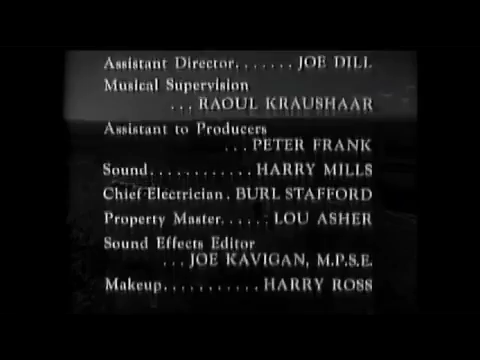 Assistant Director.......JOE DILL
Musical Supervision
...RAOUL KRAUSHAAR
Assistant to Producers
...PETER FRANK
Sound............HARRY MILLS
Chief Electrician.BURL STAFFORD
Property Master......LOU ASHER
Sound Effects Editor
...JOE KAVIGAN, M.P.S.E.
Makeup...........HARRY ROSS